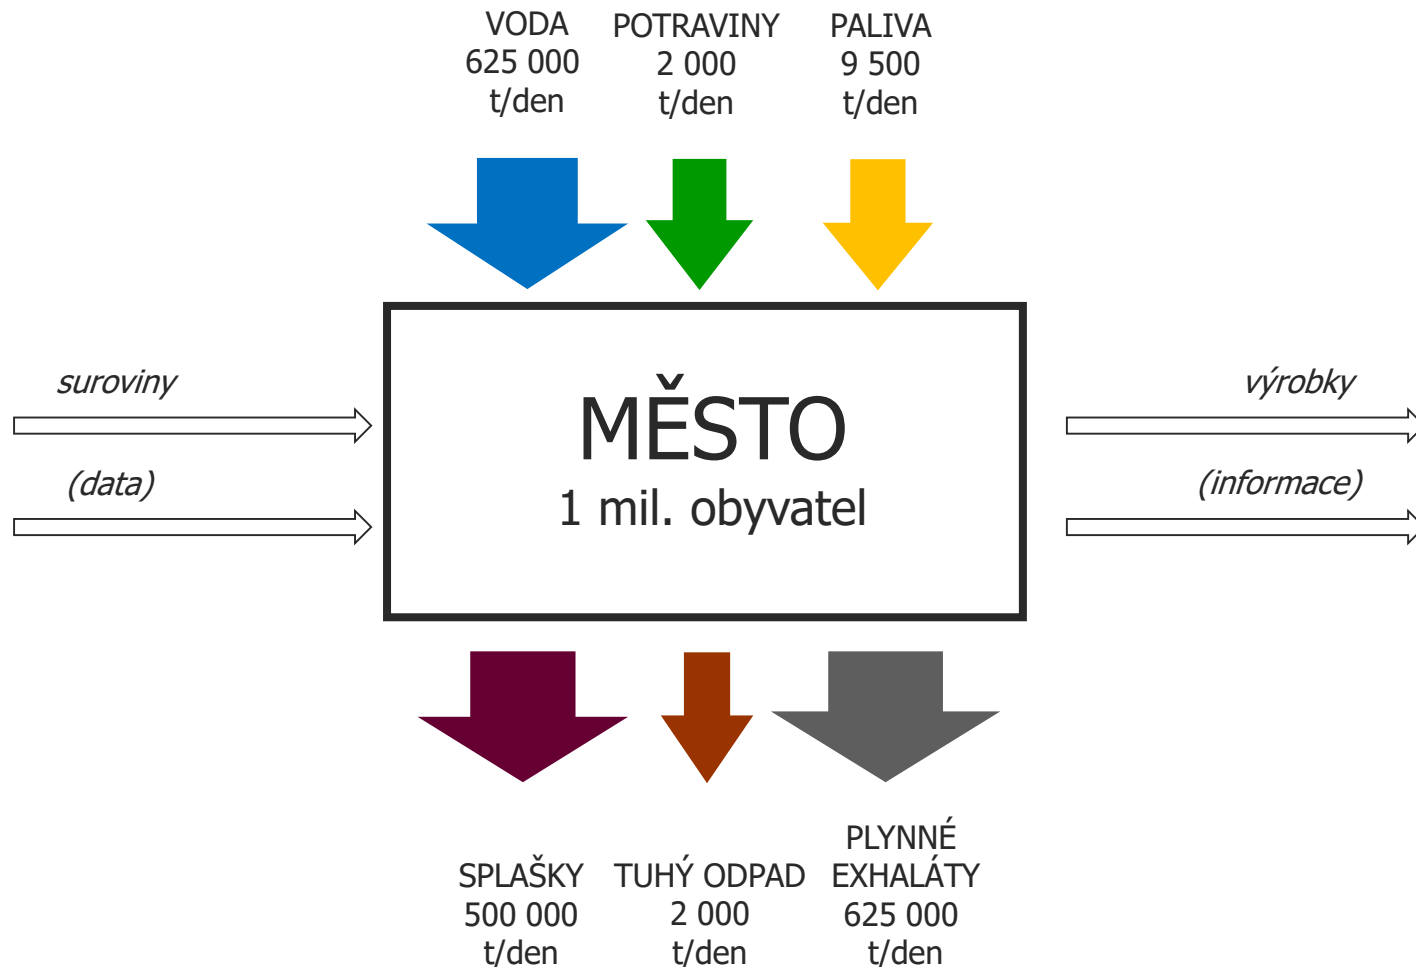 VODA
625 000
t/den
POTRAVINY
2 000
t/den
PALIVA
9 500
t/den
suroviny
(data)
MĚSTO
1 mil. obyvatel
výrobky
(informace)
SPLAŠKY
500 000
t/den
TUHÝ ODPAD
2 000
t/den
PLYNNÉ
EXHALÁTY
625 000
t/den